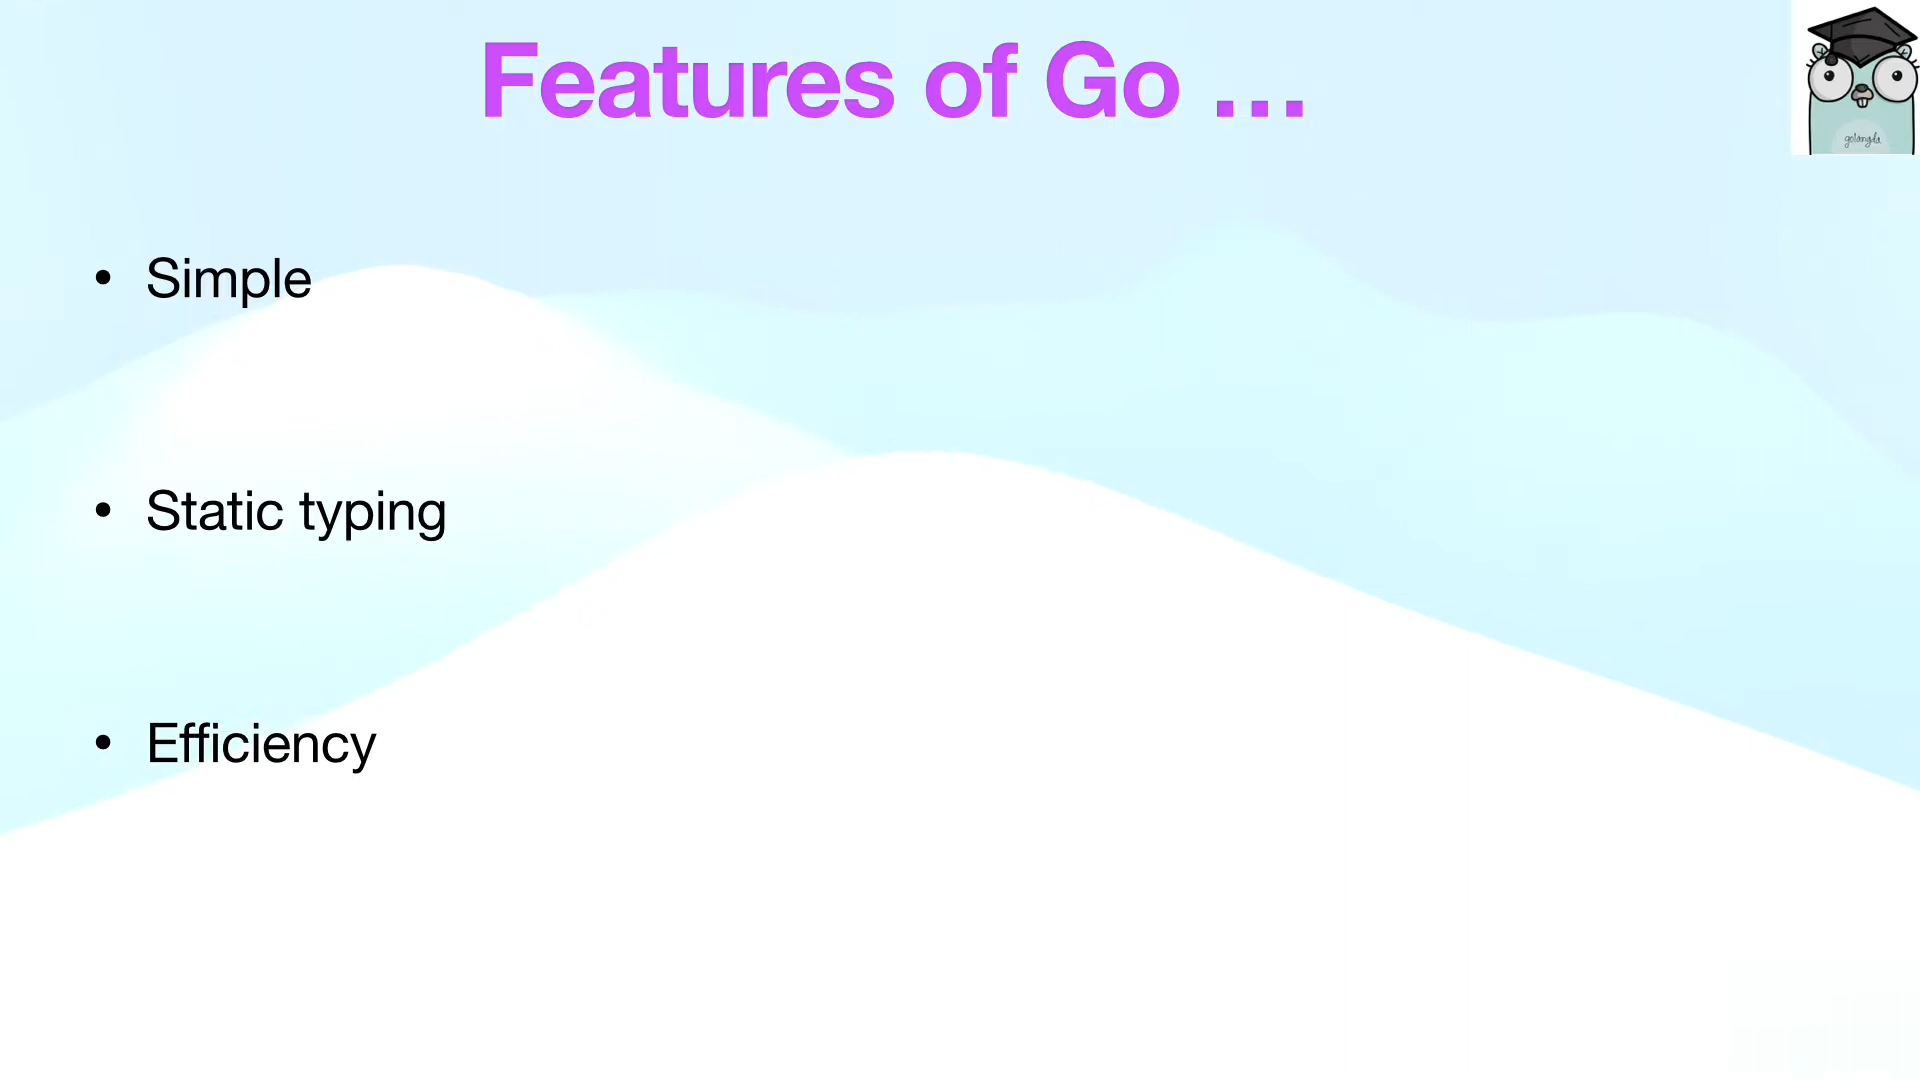 Features of Go ...
• Simple
• Static typing
• Efficiency